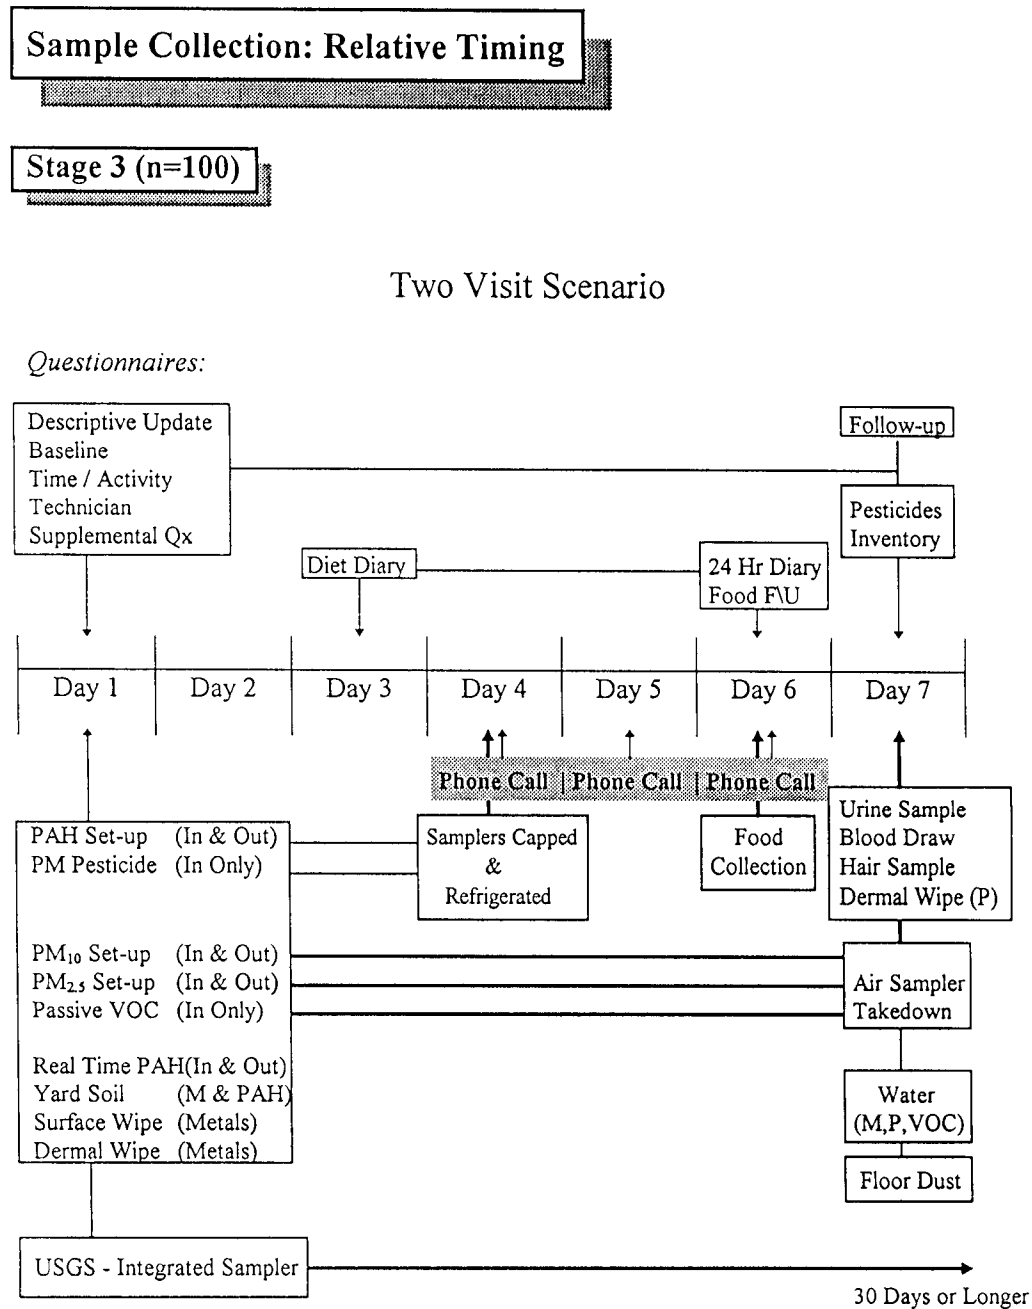 Sample Collection: Relative Timing
Stage 3 (n=100)
Two Visit Scenario
Questionnaires:
Descriptive Update
Baseline
Time / Activity
Technician
Supplemental Qx
Follow-up
Pesticides
Inventory
Diet Diary
24 Hr Diary
Food F\U
Day 1
Day 2
Day 3
Day 4
Day 5
Day 6
Day 7
Phone Call | Phone Call | Phone Call
PAH Set-up (In & Out)
PM Pesticide (In Only)
PM10 Set-up (In & Out)
PM2.5 Set-up (In & Out)
Passive VOC (In Only)
Real Time PAH(In & Out)
Yard Soil (M & PAH)
Surface Wipe (Metals)
Dermal Wipe (Metals)
Samplers Capped
&
Refrigerated
Food
Collection
Urine Sample
Blood Draw
Hair Sample
Dermal Wipe (P)
Air Sampler
Takedown
Water
(M,P,VOC)
Floor Dust
USGS - Integrated Sampler
30 Days or Longer